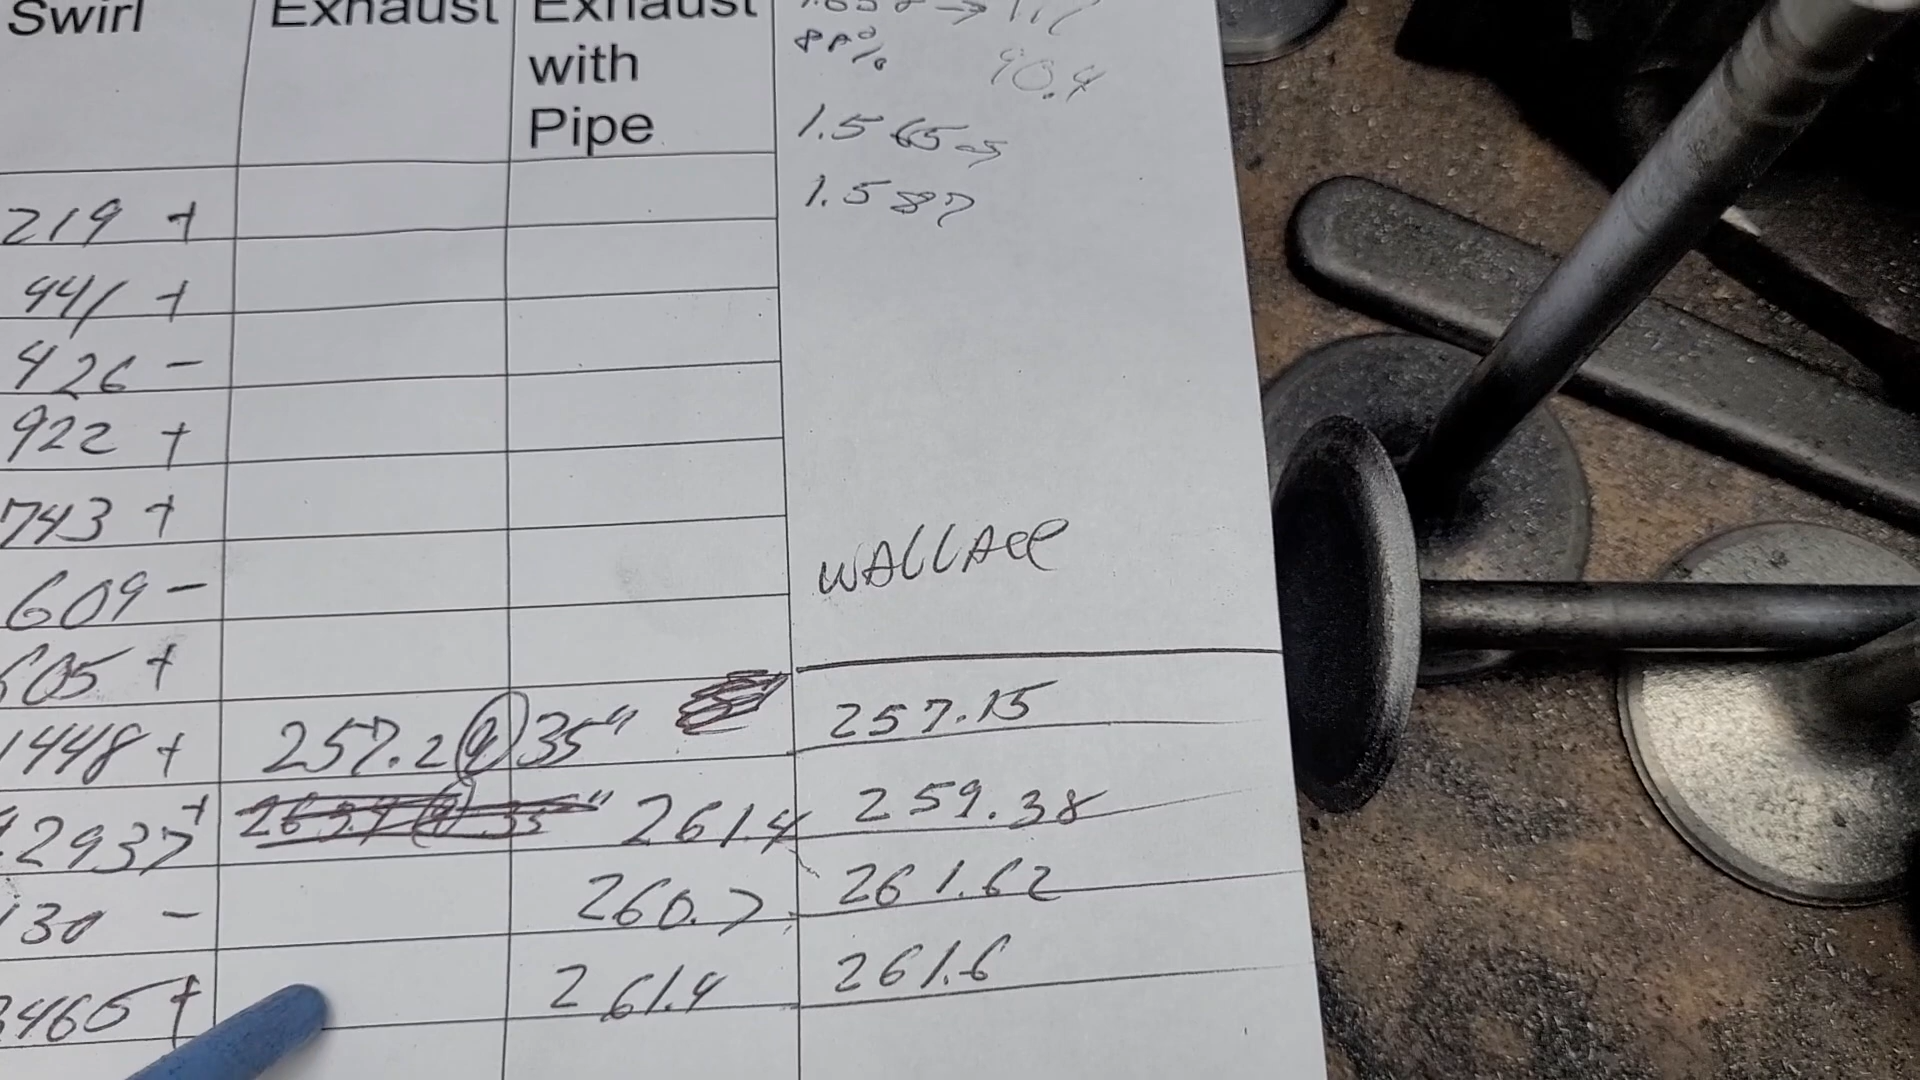 Swirl Exhaust Exhaust
with
Pipe
90.4
1.565→
1.587
219 +
441 +
426 -
922 +
743 +
609 -
605 +
WALLACE
1448 + 257.2 @ 35" 257.15
2937 + 261.4 259.38
130 - 260.7 261.62
3465 + 261.4 261.6